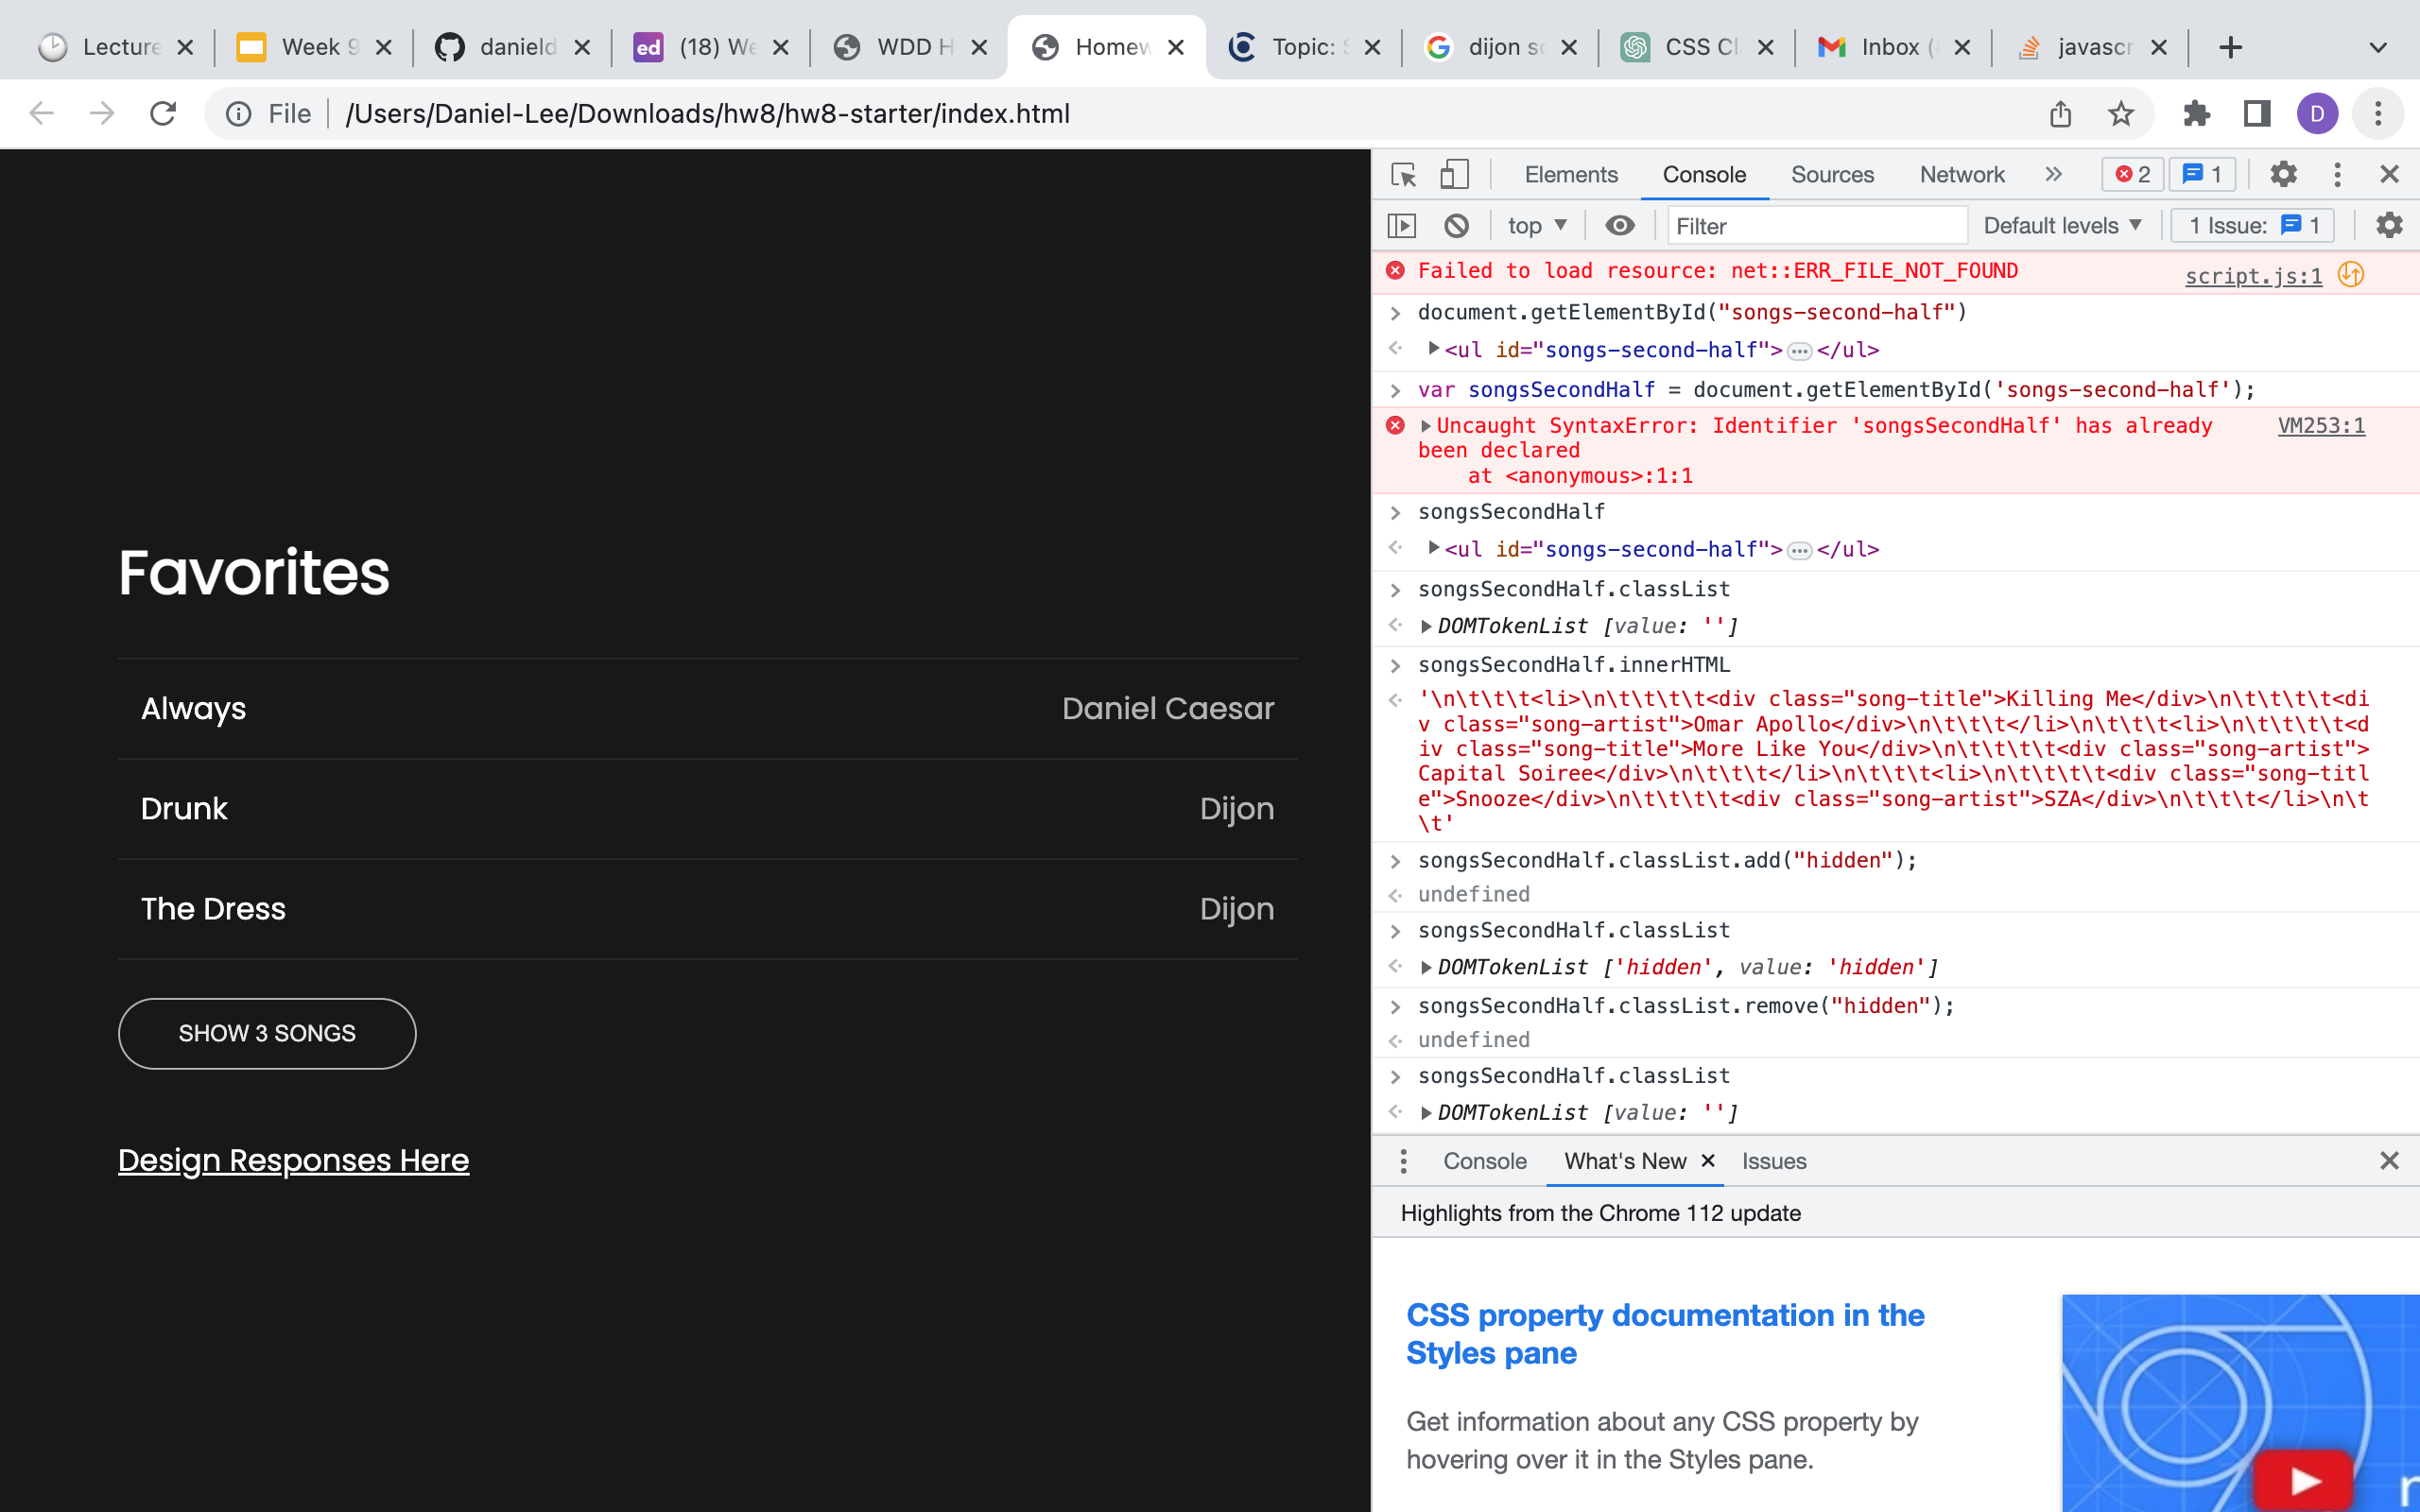 Lecture
Week 9
danield
ed (18) We
WDD H
Homew
Topic: S
dijon so
CSS Cl
Inbox (
javascr
File /Users/Daniel-Lee/Downloads/hw8/hw8-starter/index.html
D
Favorites
Always Daniel Caesar
Drunk Dijon
The Dress Dijon
SHOW 3 SONGS
Design Responses Here
Elements Console Sources Network » 2 1
top Filter Default levels 1 Issue: 1
Failed to load resource: net::ERR_FILE_NOT_FOUND script.js:1
document.getElementById("songs-second-half")
<ul id="songs-second-half">…</ul>
var songsSecondHalf = document.getElementById('songs-second-half');
Uncaught SyntaxError: Identifier 'songsSecondHalf' has already VM253:1
been declared
at <anonymous>:1:1
songsSecondHalf
<ul id="songs-second-half">…</ul>
songsSecondHalf.classList
DOMTokenList [value: '']
songsSecondHalf.innerHTML
'\n\t\t\t<li>\n\t\t\t\t<div class="song-title">Killing Me</div>\n\t\t\t\t<di
v class="song-artist">Omar Apollo</div>\n\t\t\t</li>\n\t\t\t<li>\n\t\t\t\t<d
iv class="song-title">More Like You</div>\n\t\t\t\t<div class="song-artist">
Capital Soiree</div>\n\t\t\t</li>\n\t\t\t<li>\n\t\t\t\t<div class="song-titl
e">Snooze</div>\n\t\t\t\t<div class="song-artist">SZA</div>\n\t\t\t</li>\n\t
\t'
songsSecondHalf.classList.add("hidden");
undefined
songsSecondHalf.classList
DOMTokenList ['hidden', value: 'hidden']
songsSecondHalf.classList.remove("hidden");
undefined
songsSecondHalf.classList
DOMTokenList [value: '']
Console What's New Issues
Highlights from the Chrome 112 update
CSS property documentation in the
Styles pane
Get information about any CSS property by
hovering over it in the Styles pane.